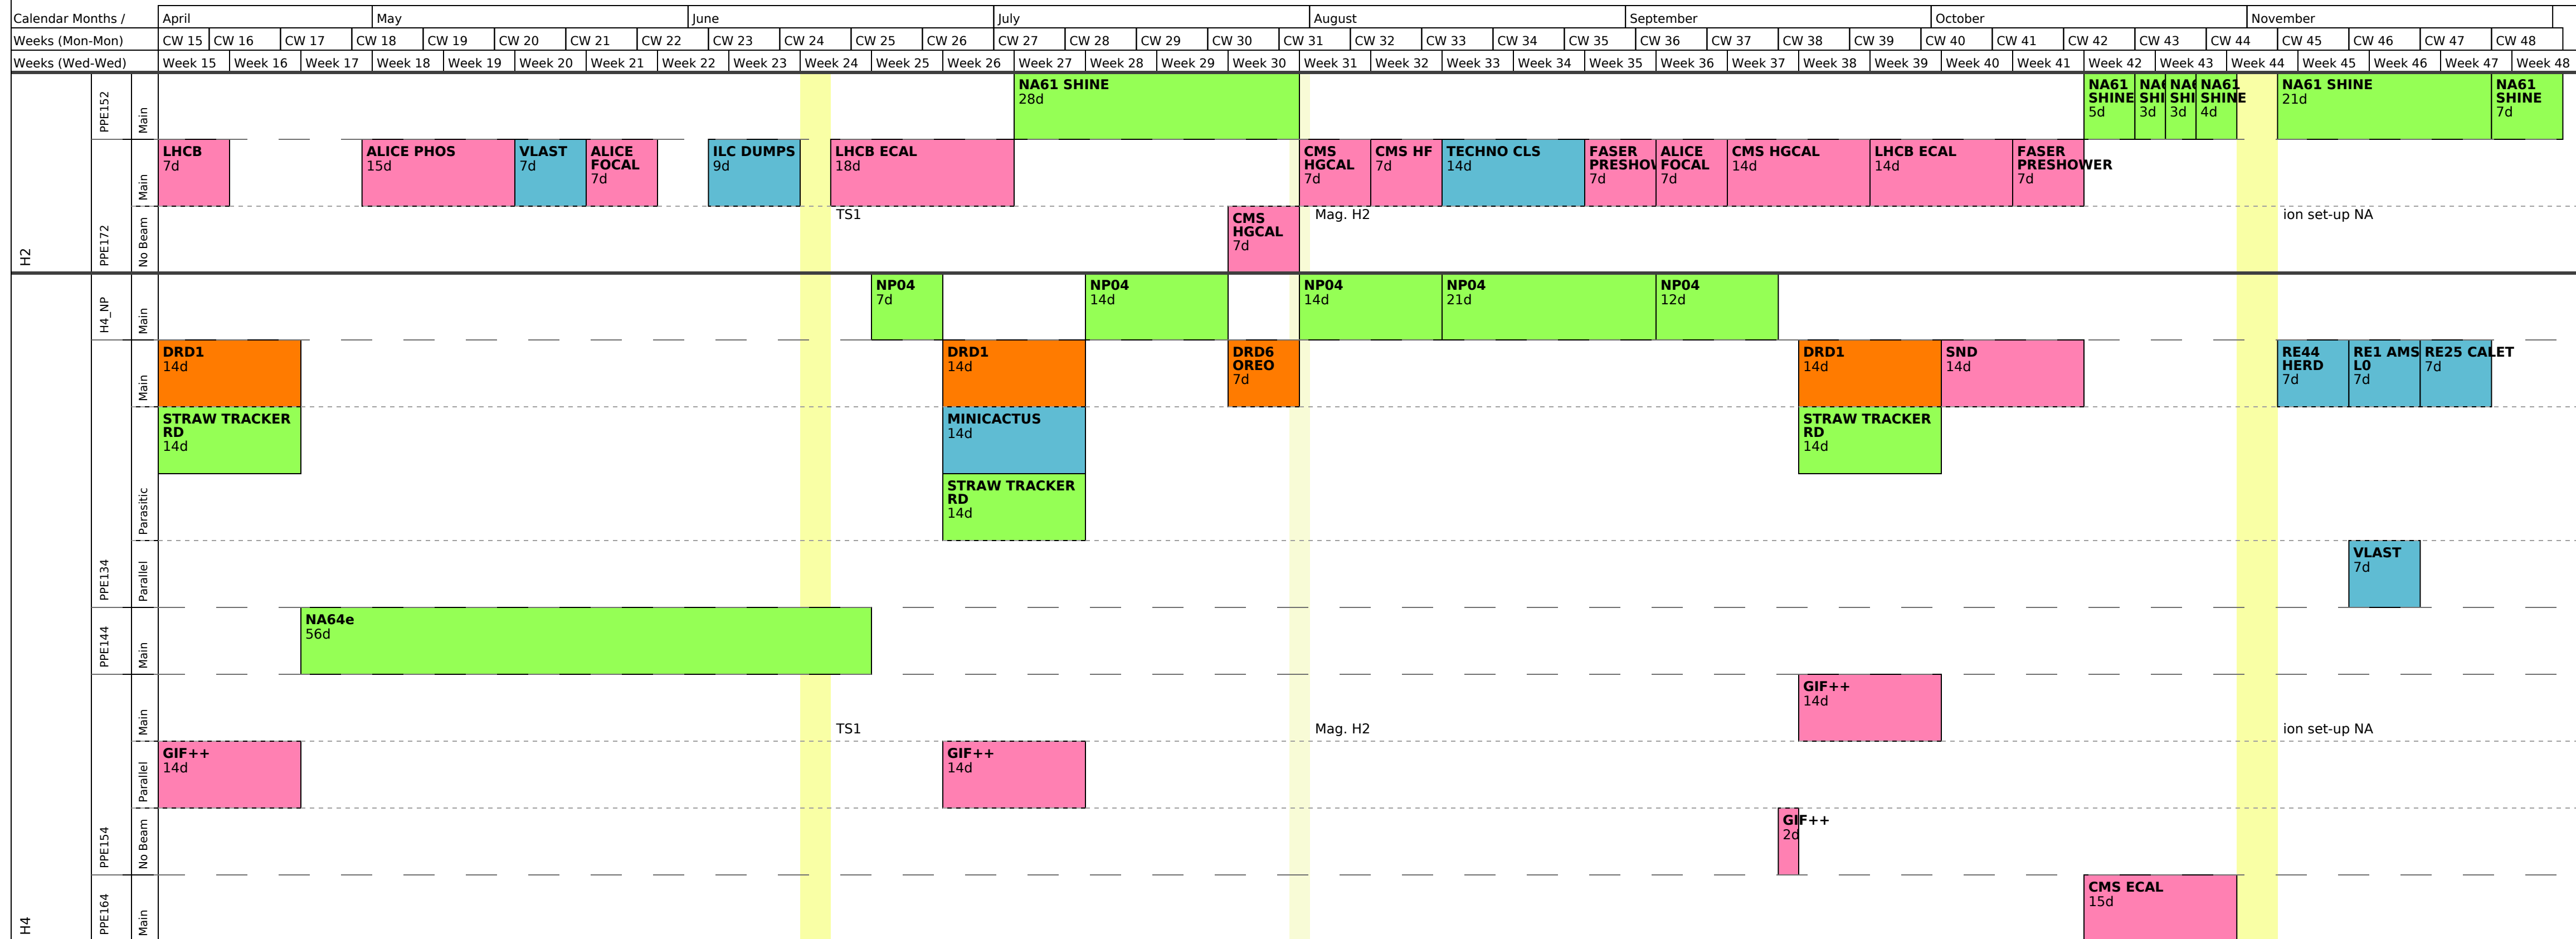 Calendar Months / April May June July August September October November
Weeks (Mon-Mon) CW 15 CW 16 CW 17 CW 18 CW 19 CW 20 CW 21 CW 22 CW 23 CW 24 CW 25 CW 26 CW 27 CW 28 CW 29 CW 30 CW 31 CW 32 CW 33 CW 34 CW 35 CW 36 CW 37 CW 38 CW 39 CW 40 CW 41 CW 42 CW 43 CW 44 CW 45 CW 46 CW 47 CW 48
Weeks (Wed-Wed) Week 15 Week 16 Week 17 Week 18 Week 19 Week 20 Week 21 Week 22 Week 23 Week 24 Week 25 Week 26 Week 27 Week 28 Week 29 Week 30 Week 31 Week 32 Week 33 Week 34 Week 35 Week 36 Week 37 Week 38 Week 39 Week 40 Week 41 Week 42 Week 43 Week 44 Week 45 Week 46 Week 47 Week 48
H2
PPE152
Main
NA61 SHINE
28d
NA61
SHINE
5d
NA6
SHI
3d
NA6
SHI
3d
NA61
SHINE
4d
NA61 SHINE
21d
NA61
SHINE
7d
PPE172
Main
LHCB
7d
ALICE PHOS
15d
VLAST
7d
ALICE
FOCAL
7d
ILC DUMPS
9d
LHCB ECAL
18d
CMS
HGCAL
7d
CMS HF
7d
TECHNO CLS
14d
FASER
PRESHOW
7d
ALICE
FOCAL
7d
CMS HGCAL
14d
LHCB ECAL
14d
FASER
PRESHOWER
7d
No Beam
TS1
CMS
HGCAL
7d
Mag. H2
ion set-up NA
H4
H4_NP
Main
NP04
7d
NP04
14d
NP04
14d
NP04
21d
NP04
12d
PPE134
Main
DRD1
14d
DRD1
14d
DRD6
OREO
7d
DRD1
14d
SND
14d
RE44
HERD
7d
RE1 AMS
L0
7d
RE25 CALET
7d
Parasitic
STRAW TRACKER
RD
14d
MINICACTUS
14d
STRAW TRACKER
RD
14d
STRAW TRACKER
RD
14d
Parallel
VLAST
7d
PPE144
Main
NA64e
56d
PPE154
Main
GIF++
14d
TS1
Mag. H2
ion set-up NA
Parallel
GIF++
14d
GIF++
14d
No Beam
GIF++
2d
PPE164
Main
CMS ECAL
15d